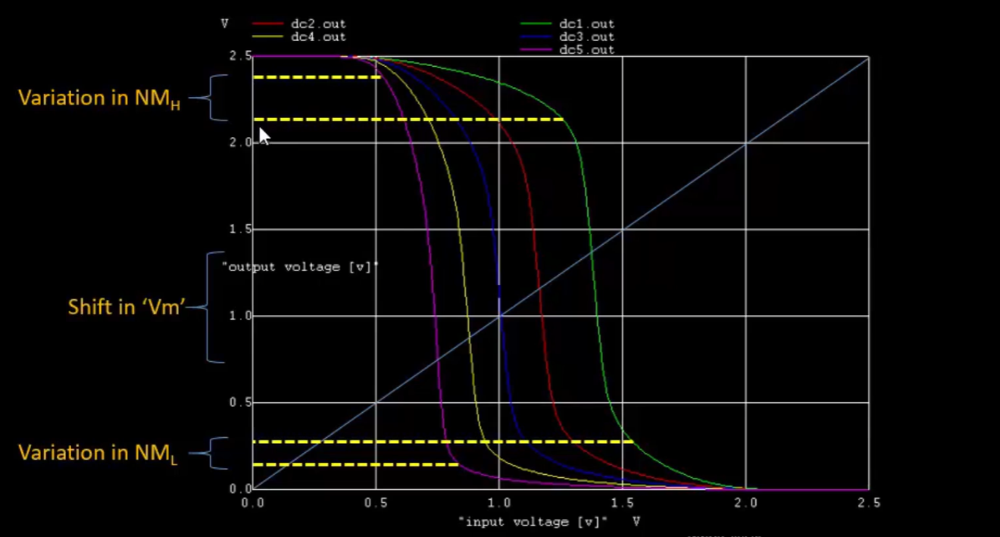 V dc2.out dc1.out
dc4.out dc3.out
dc5.out
2.5
Variation in NMH
2.0
1.5
"output voltage [v]"
Shift in ‘Vm’
1.0
0.5
Variation in NML
0.0
0.0 0.5 1.0 1.5 2.0 2.5
"input voltage [v]" V